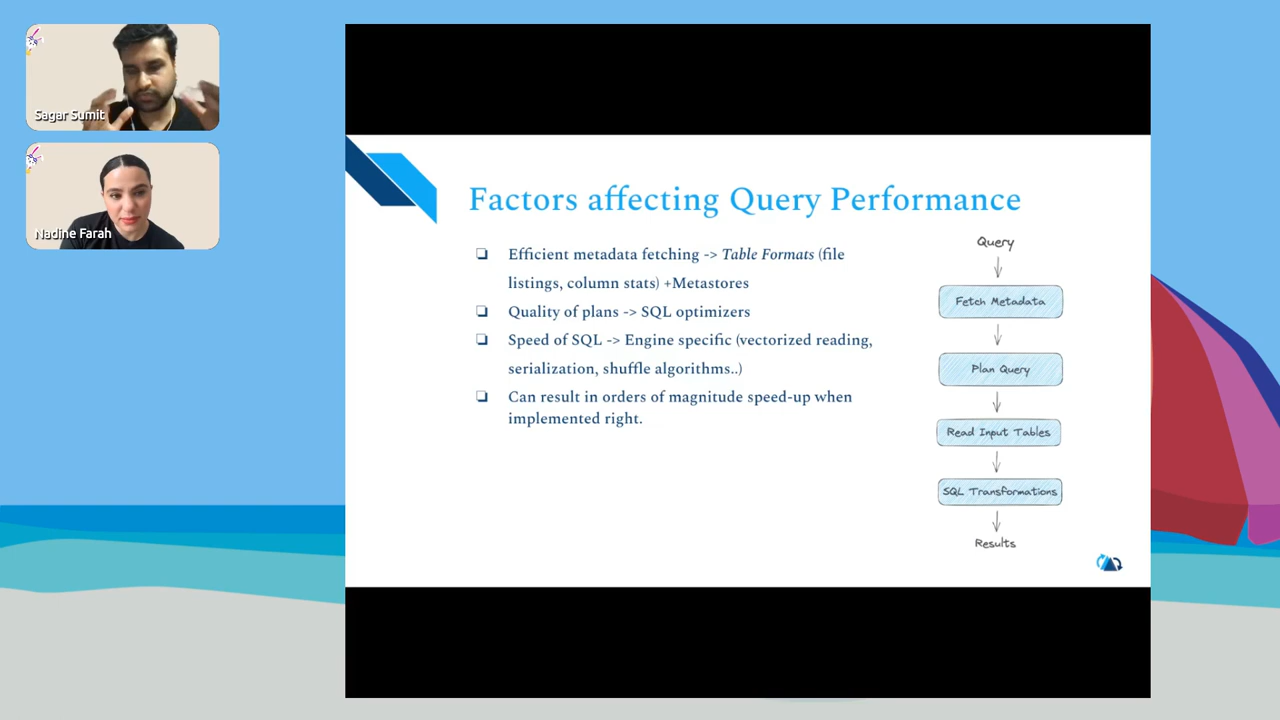 Sagar Sumit
Nadine Farah
Factors affecting Query Performance
Efficient metadata fetching -> Table Formats (file
listings, column stats) +Metastores
Quality of plans -> SQL optimizers
Speed of SQL -> Engine specific (vectorized reading,
serialization, shuffle algorithms..)
Can result in orders of magnitude speed-up when
implemented right.
Query
Fetch Metadata
Plan Query
Read Input Tables
SQL Transformations
Results